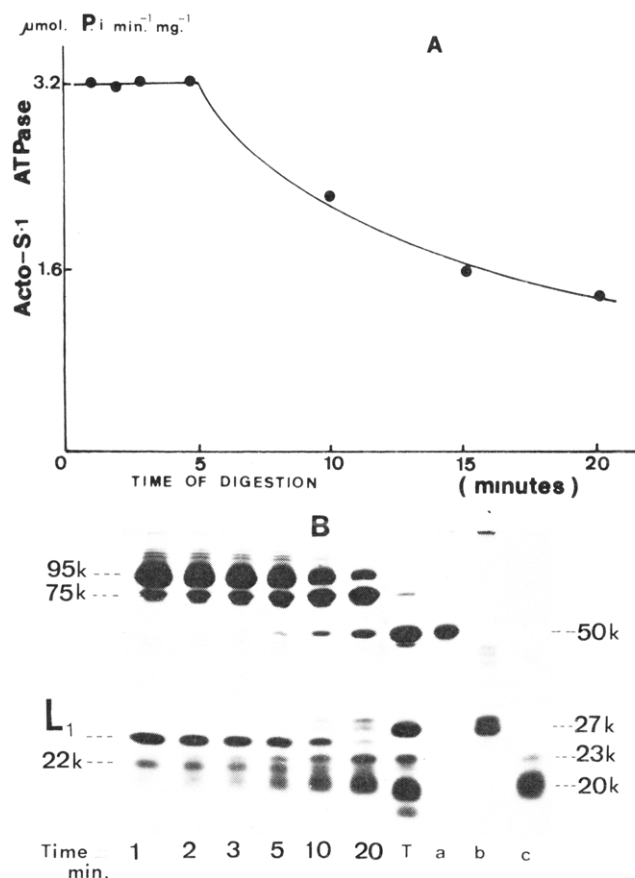 μmol. P.i min.⁻¹ mg.⁻¹
A
3.2
Acto-S-1 ATPase
1.6
0 5 10 15 20
TIME OF DIGESTION (minutes)
B
95k
75k
50k
L1
27k
22k
23k
20k
Time min. 1 2 3 5 10 20 T a b c